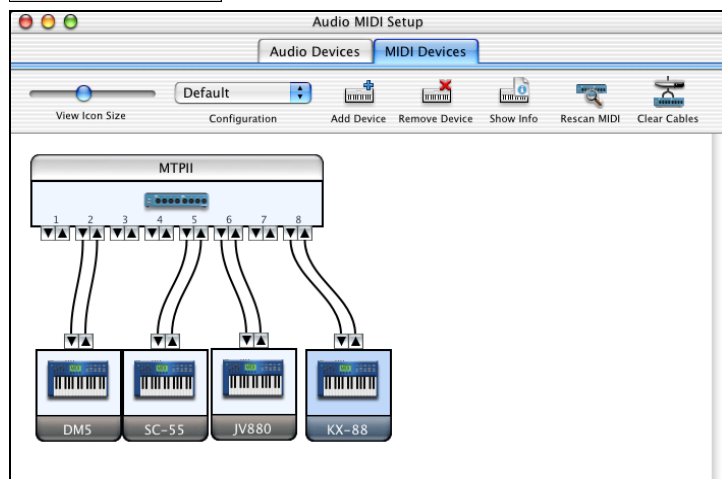 Audio MIDI Setup
Audio Devices MIDI Devices
Default
View Icon Size Configuration Add Device Remove Device Show Info Rescan MIDI Clear Cables
MTPII
1 2 3 4 5 6 7 8
DM5 SC-55 JV880 KX-88